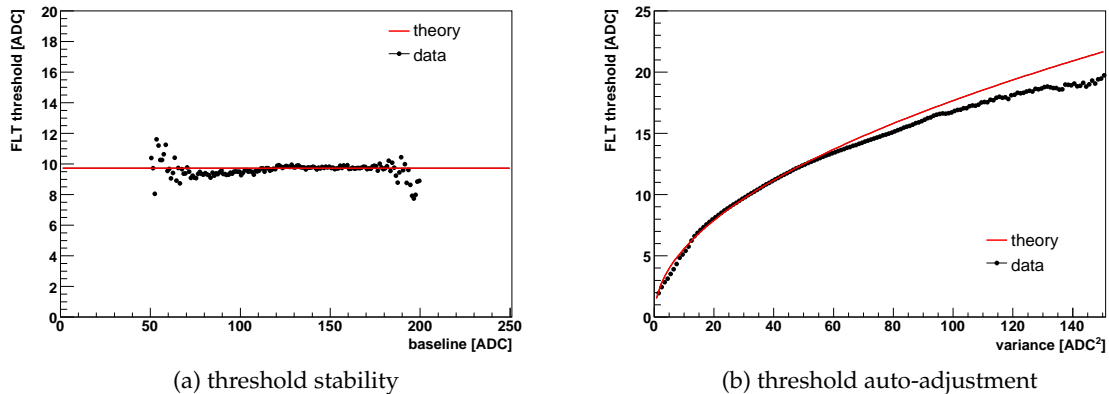 FLT threshold [ADC]
20
18
16
14
12
10
8
6
4
2
0
theory
data
0 50 100 150 200 250
baseline [ADC]
(a) threshold stability
FLT threshold [ADC]
25
20
15
10
5
0
theory
data
0 20 40 60 80 100 120 140
variance [ADC²]
(b) threshold auto-adjustment